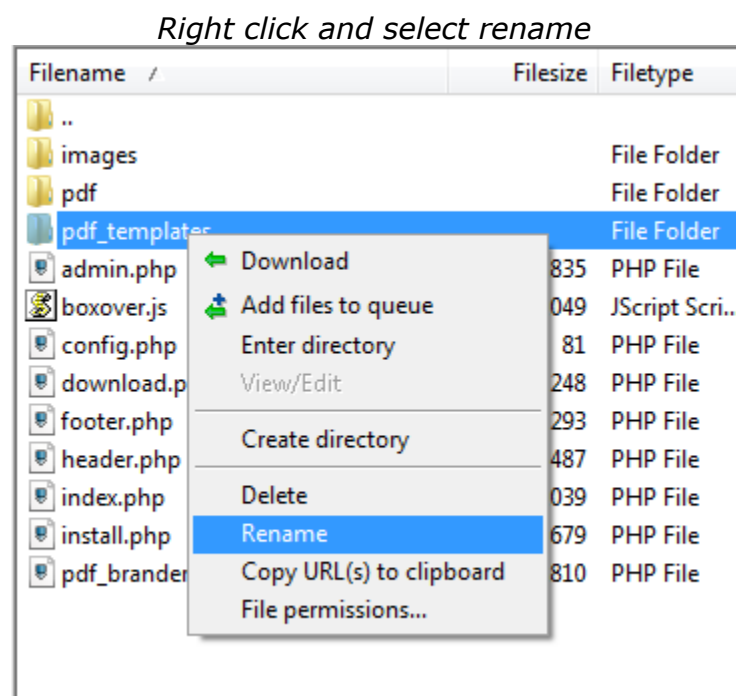 Right click and select rename
Filename Filesize Filetype
..
images File Folder
pdf File Folder
pdf_templates File Folder
admin.php 835 PHP File
Download
boxover.js 049 JScript Scri...
Add files to queue
config.php 81 PHP File
Enter directory
download.p 248 PHP File
View/Edit
footer.php 293 PHP File
Create directory
header.php 487 PHP File
index.php 039 PHP File
Delete
install.php 679 PHP File
Rename
pdf_brander 810 PHP File
Copy URL(s) to clipboard
File permissions...